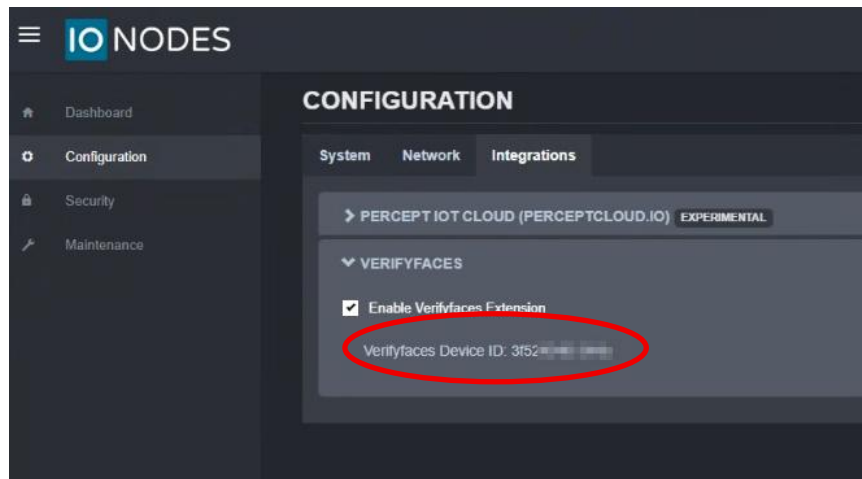 IO NODES
Dashboard
Configuration
Security
Maintenance
CONFIGURATION
System Network Integrations
PERCEPT IOT CLOUD (PERCEPTCLOUD.IO) EXPERIMENTAL
VERIFYFACES
Enable Verifyfaces Extension
Verifyfaces Device ID: 3f52